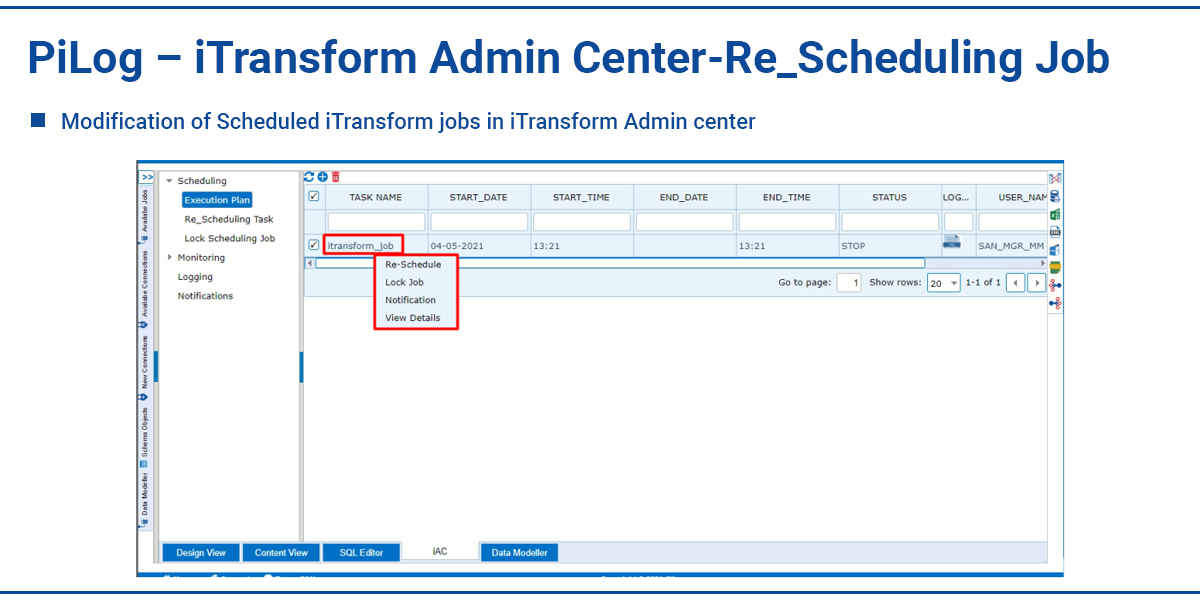 PiLog – iTransform Admin Center-Re_Scheduling Job
Modification of Scheduled iTransform jobs in iTransform Admin center
>>
Availabe Jobs
Availabe Connections
New Connections
Schema Objects
Data Modeller
Scheduling
Execution Plan
Re_Scheduling Task
Lock Scheduling Job
Monitoring
Logging
Notifications
TASK NAME START_DATE START_TIME END_DATE END_TIME STATUS LOG... USER_NAM
itransform_job 04-05-2021 13:21 13:21 STOP SAN_MGR_MM
Re-Schedule
Lock Job
Notification
View Details
Go to page: 1 Show rows: 20 1-1 of 1
Design View Content View SQL Editor iAC Data Modeller